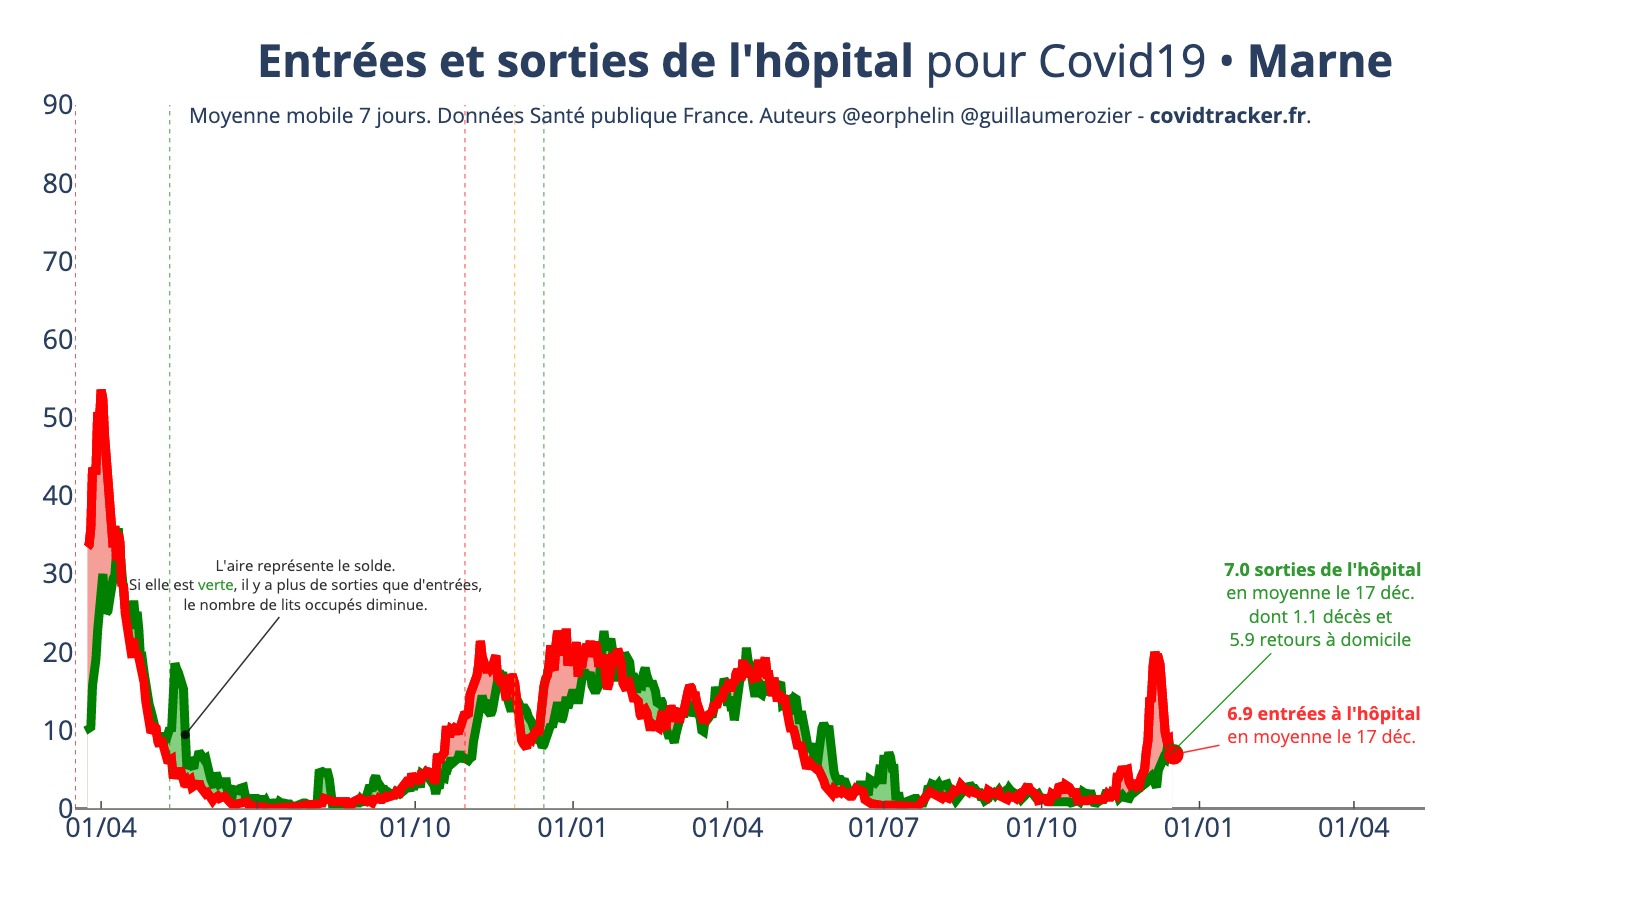 Entrées et sorties de l'hôpital pour Covid19 • Marne
Moyenne mobile 7 jours. Données Santé publique France. Auteurs @eorphelin @guillaumerozier - covidtracker.fr.
90
80
70
60
50
40
30
20
10
0
L'aire représente le solde.
Si elle est verte, il y a plus de sorties que d'entrées,
le nombre de lits occupés diminue.
7.0 sorties de l'hôpital
en moyenne le 17 déc.
dont 1.1 décès et
5.9 retours à domicile
6.9 entrées à l'hôpital
en moyenne le 17 déc.
01/04 01/07 01/10 01/01 01/04 01/07 01/10 01/01 01/04